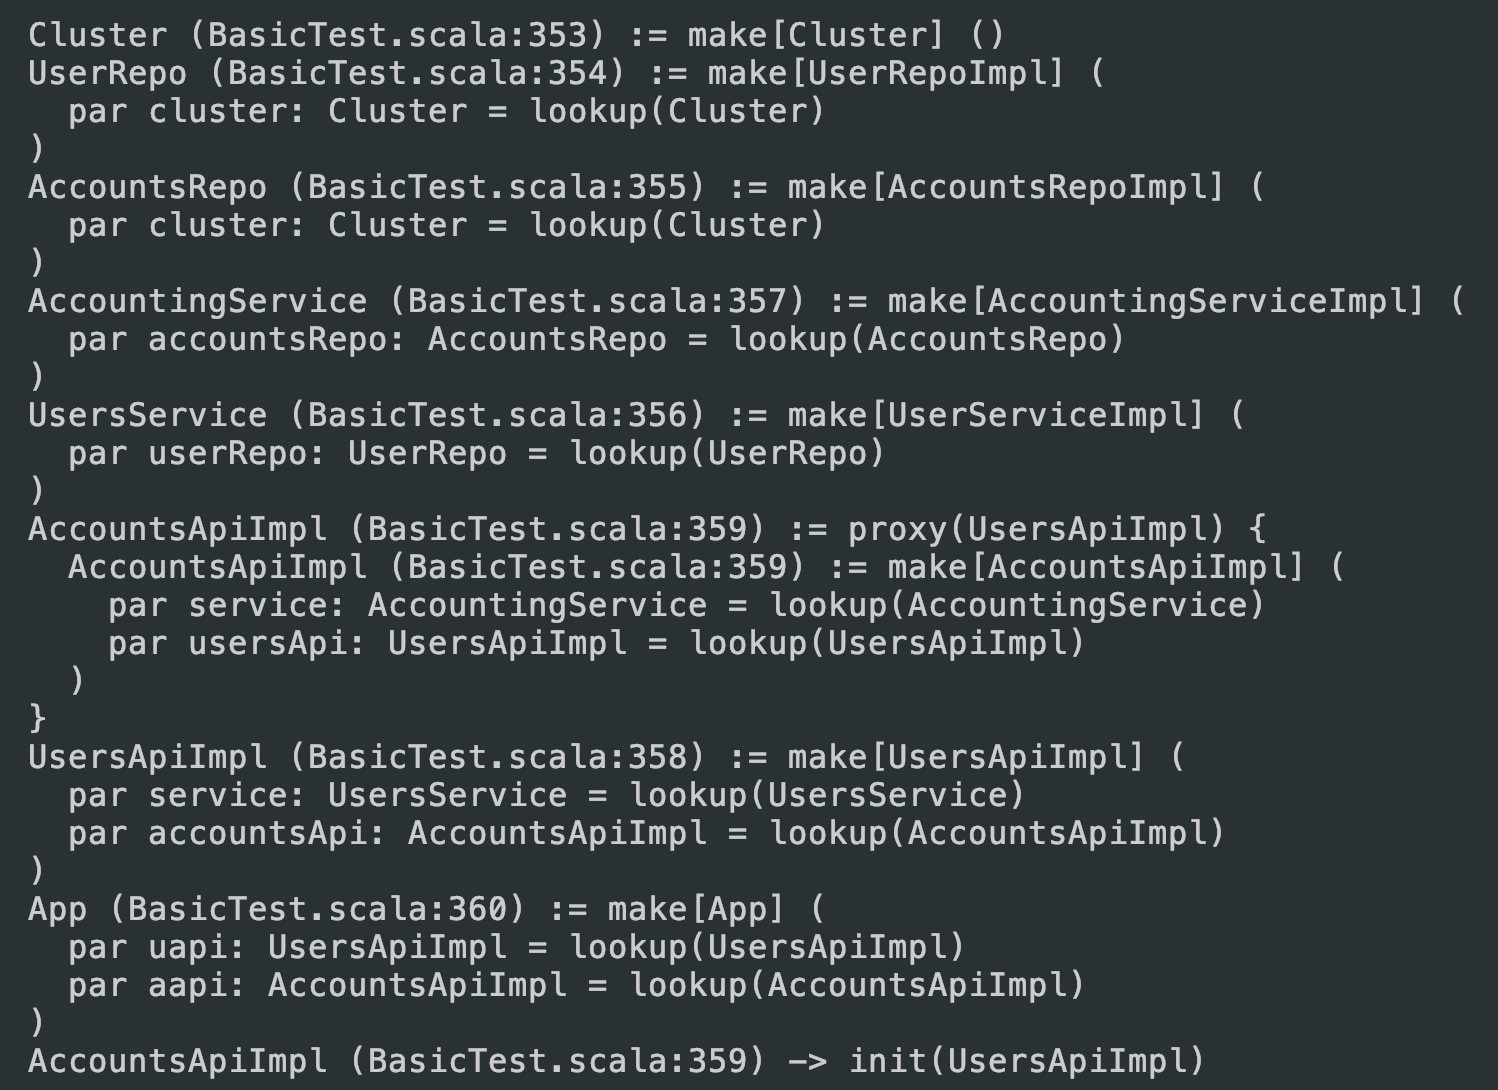 Cluster (BasicTest.scala:353) := make[Cluster] ()
UserRepo (BasicTest.scala:354) := make[UserRepoImpl] (
  par cluster: Cluster = lookup(Cluster)
)
AccountsRepo (BasicTest.scala:355) := make[AccountsRepoImpl] (
  par cluster: Cluster = lookup(Cluster)
)
AccountingService (BasicTest.scala:357) := make[AccountingServiceImpl] (
  par accountsRepo: AccountsRepo = lookup(AccountsRepo)
)
UsersService (BasicTest.scala:356) := make[UserServiceImpl] (
  par userRepo: UserRepo = lookup(UserRepo)
)
AccountsApiImpl (BasicTest.scala:359) := proxy(UsersApiImpl) {
  AccountsApiImpl (BasicTest.scala:359) := make[AccountsApiImpl] (
    par service: AccountingService = lookup(AccountingService)
    par usersApi: UsersApiImpl = lookup(UsersApiImpl)
  )
}
UsersApiImpl (BasicTest.scala:358) := make[UsersApiImpl] (
  par service: UsersService = lookup(UsersService)
  par accountsApi: AccountsApiImpl = lookup(AccountsApiImpl)
)
App (BasicTest.scala:360) := make[App] (
  par uapi: UsersApiImpl = lookup(UsersApiImpl)
  par aapi: AccountsApiImpl = lookup(AccountsApiImpl)
)
AccountsApiImpl (BasicTest.scala:359) -> init(UsersApiImpl)